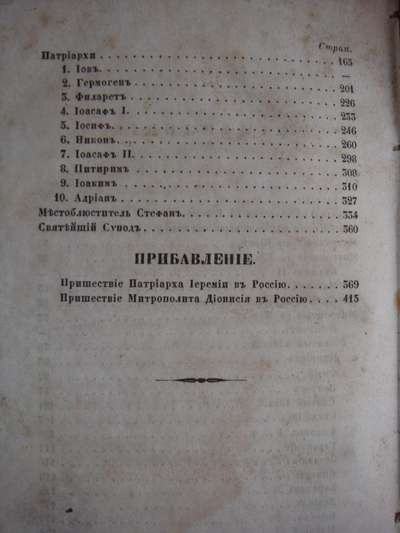 Стран.
Патріархи . . . . . . . . . . . . . . . . . . 165
1. Іовъ. . . . . . . . . . . . . . . . . . —
2. Гермогенъ . . . . . . . . . . . . . . . 201
3. Филаретъ . . . . . . . . . . . . . . . 226
4. Іоасафъ I. . . . . . . . . . . . . . . 233
5. Іосифъ. . . . . . . . . . . . . . . . 246
6. Никонъ . . . . . . . . . . . . . . . . 260
7. Іоасафъ II. . . . . . . . . . . . . . . 298
8. Питиримъ . . . . . . . . . . . . . . . 308
9. Іоакимъ . . . . . . . . . . . . . . . 310
10. Адріанъ . . . . . . . . . . . . . . . 327
Мѣстоблюститель Стефанъ. . . . . . . . . . . . 334
Святѣйшій Сѵнодъ . . . . . . . . . . . . . . . 360
ПРИБАВЛЕНІЕ.
Пришествіе Патріарха Іереміи въ Россію. . . . . . . 369
Пришествіе Митрополита Діонисія въ Россію. . . . 415